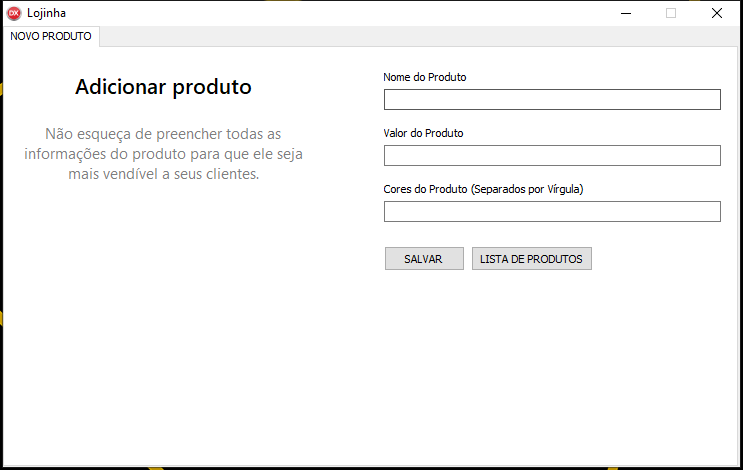 DX Lojinha
NOVO PRODUTO
Adicionar produto
Não esqueça de preencher todas as
informações do produto para que ele seja
mais vendível a seus clientes.
Nome do Produto
Valor do Produto
Cores do Produto (Separados por Vírgula)
SALVAR LISTA DE PRODUTOS